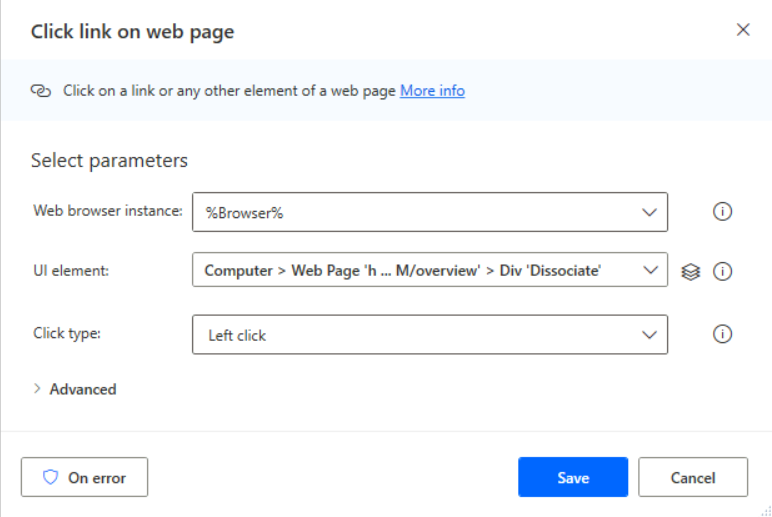 Click link on web page
Click on a link or any other element of a web page More info
Select parameters
Web browser instance: %Browser%
UI element: Computer > Web Page 'h ... M/overview' > Div 'Dissociate'
Click type: Left click
Advanced
On error Save Cancel